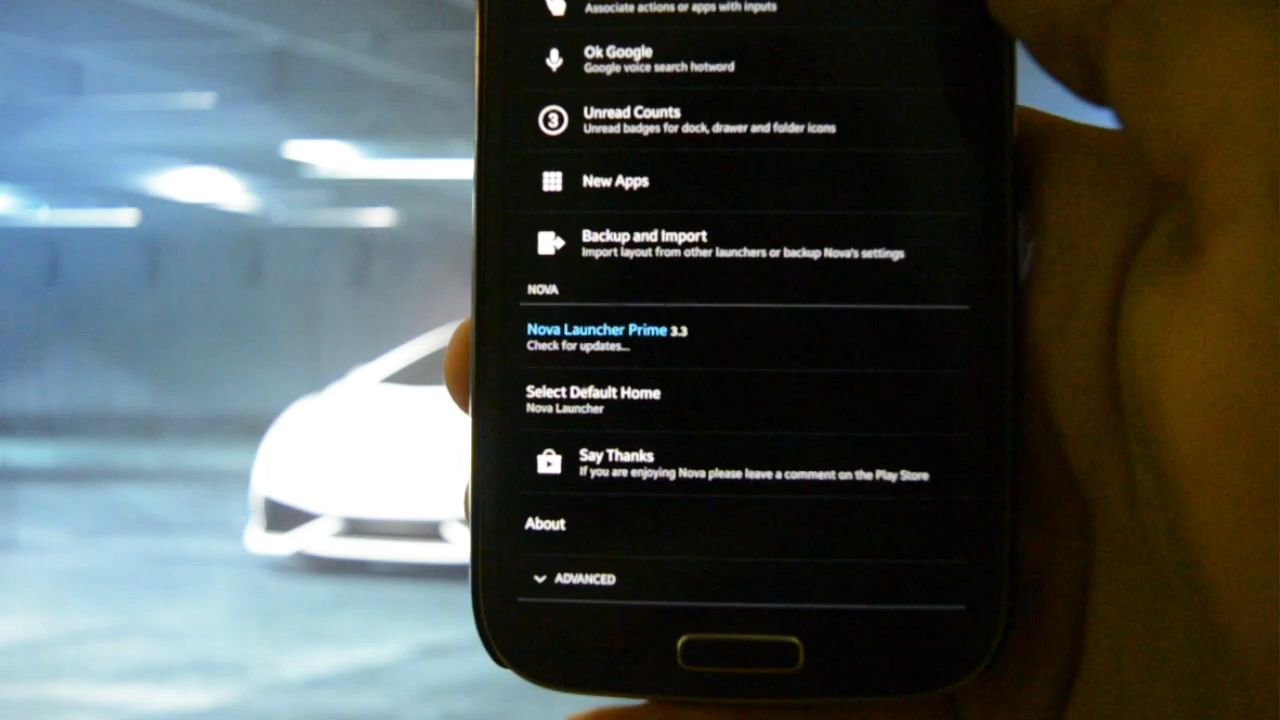 Associate actions or apps with inputs
Ok Google
Google voice search hotword
3
Unread Counts
Unread badges for dock, drawer and folder icons
New Apps
Backup and Import
Import layout from other launchers or backup Nova's settings
NOVA
Nova Launcher Prime 3.3
Check for updates...
Select Default Home
Nova Launcher
Say Thanks
If you are enjoying Nova please leave a comment on the Play Store
About
ADVANCED